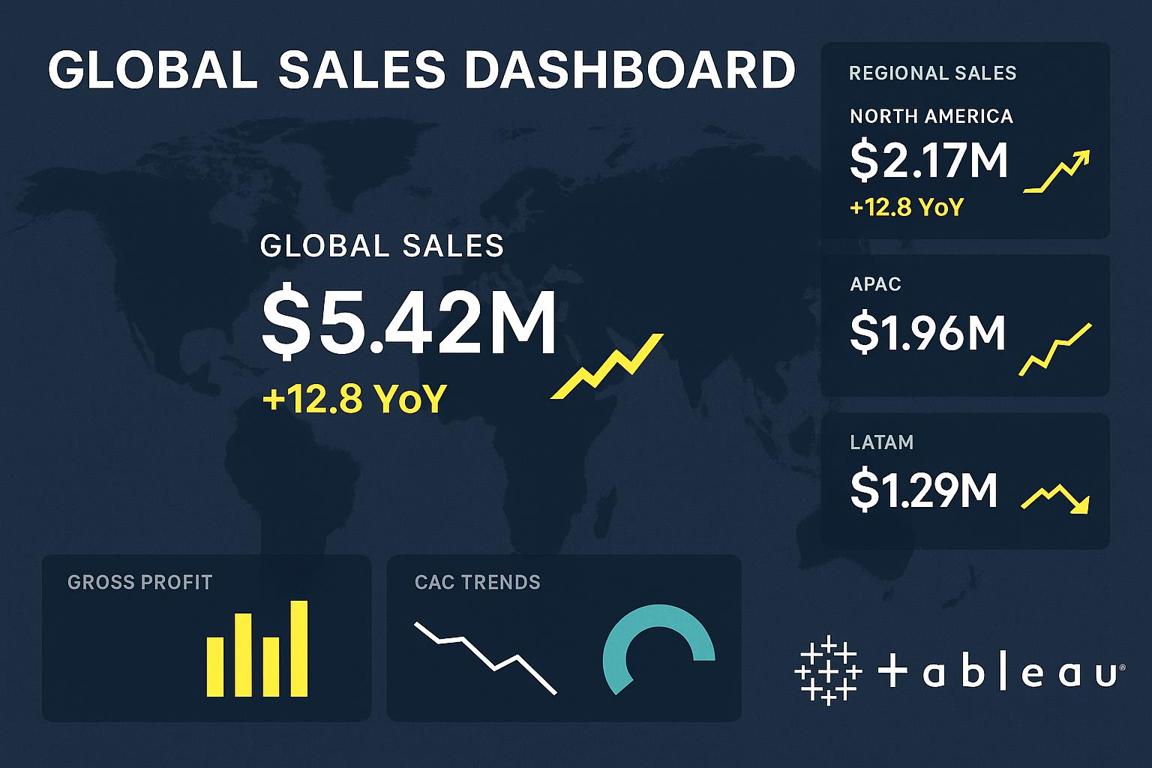 GLOBAL SALES DASHBOARD
GLOBAL SALES
$5.42M
+12.8 YoY
REGIONAL SALES
NORTH AMERICA
$2.17M
+12.8 YoY
APAC
$1.96M
LATAM
$1.29M
GROSS PROFIT
CAC TRENDS
+ableau®